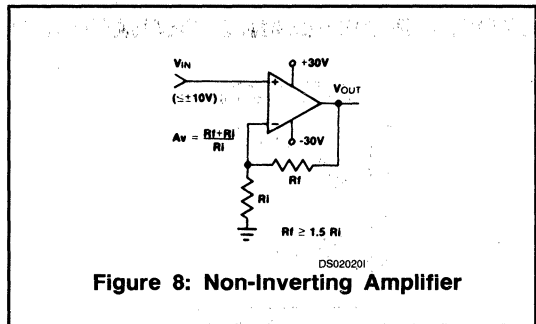 VIN
(≤±10V)
+30V
+
VOUT
−
-30V
Av = Rf+Ri
Ri
Rf
Ri
Rf ≥ 1.5 Ri
DS02020I
Figure 8: Non-Inverting Amplifier